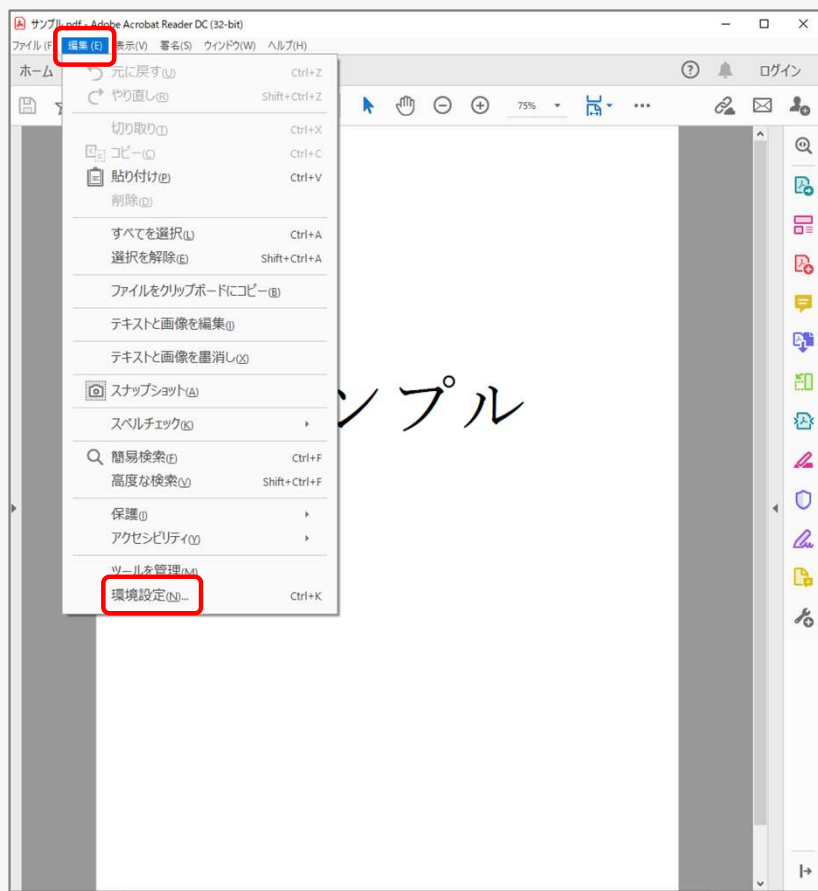 サンプル.pdf - Adobe Acrobat Reader DC (32-bit)
ファイル(F 編集(E) 表示(V) 署名(S) ウィンドウ(W) ヘルプ(H)
ホーム ログイン
75%
元に戻す(U) Ctrl+Z
やり直し(R) Shift+Ctrl+Z
切り取り(T) Ctrl+X
コピー(C) Ctrl+C
貼り付け(P) Ctrl+V
削除(D)
すべてを選択(L) Ctrl+A
選択を解除(E) Shift+Ctrl+A
ファイルをクリップボードにコピー(B)
テキストと画像を編集(I)
テキストと画像を墨消し(X)
スナップショット(A)
ンプル
スペルチェック(K)
簡易検索(F) Ctrl+F
高度な検索(V) Shift+Ctrl+F
保護(I)
アクセシビリティ(Y)
ツールを管理(M)
環境設定(N)... Ctrl+K